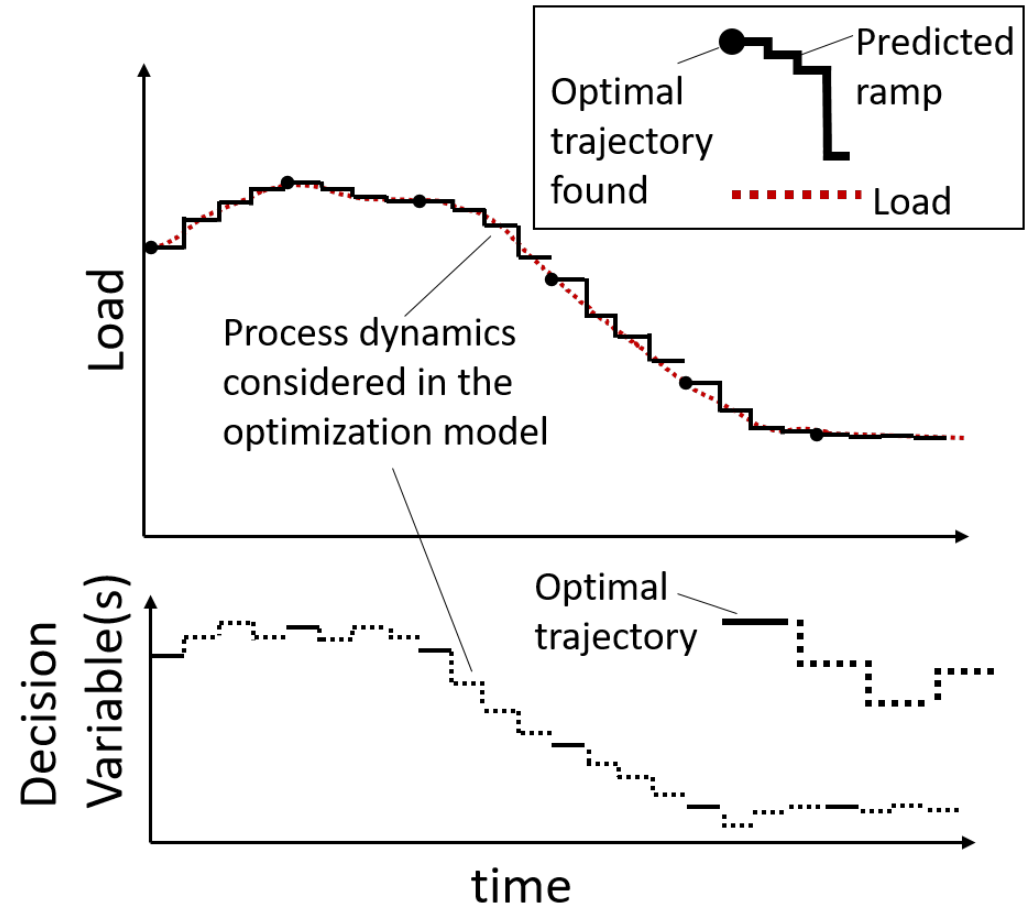 Predicted
ramp
Optimal
trajectory
found
Load
Load
Process dynamics
considered in the
optimization model
Optimal
trajectory
Decision
Variable(s)
time